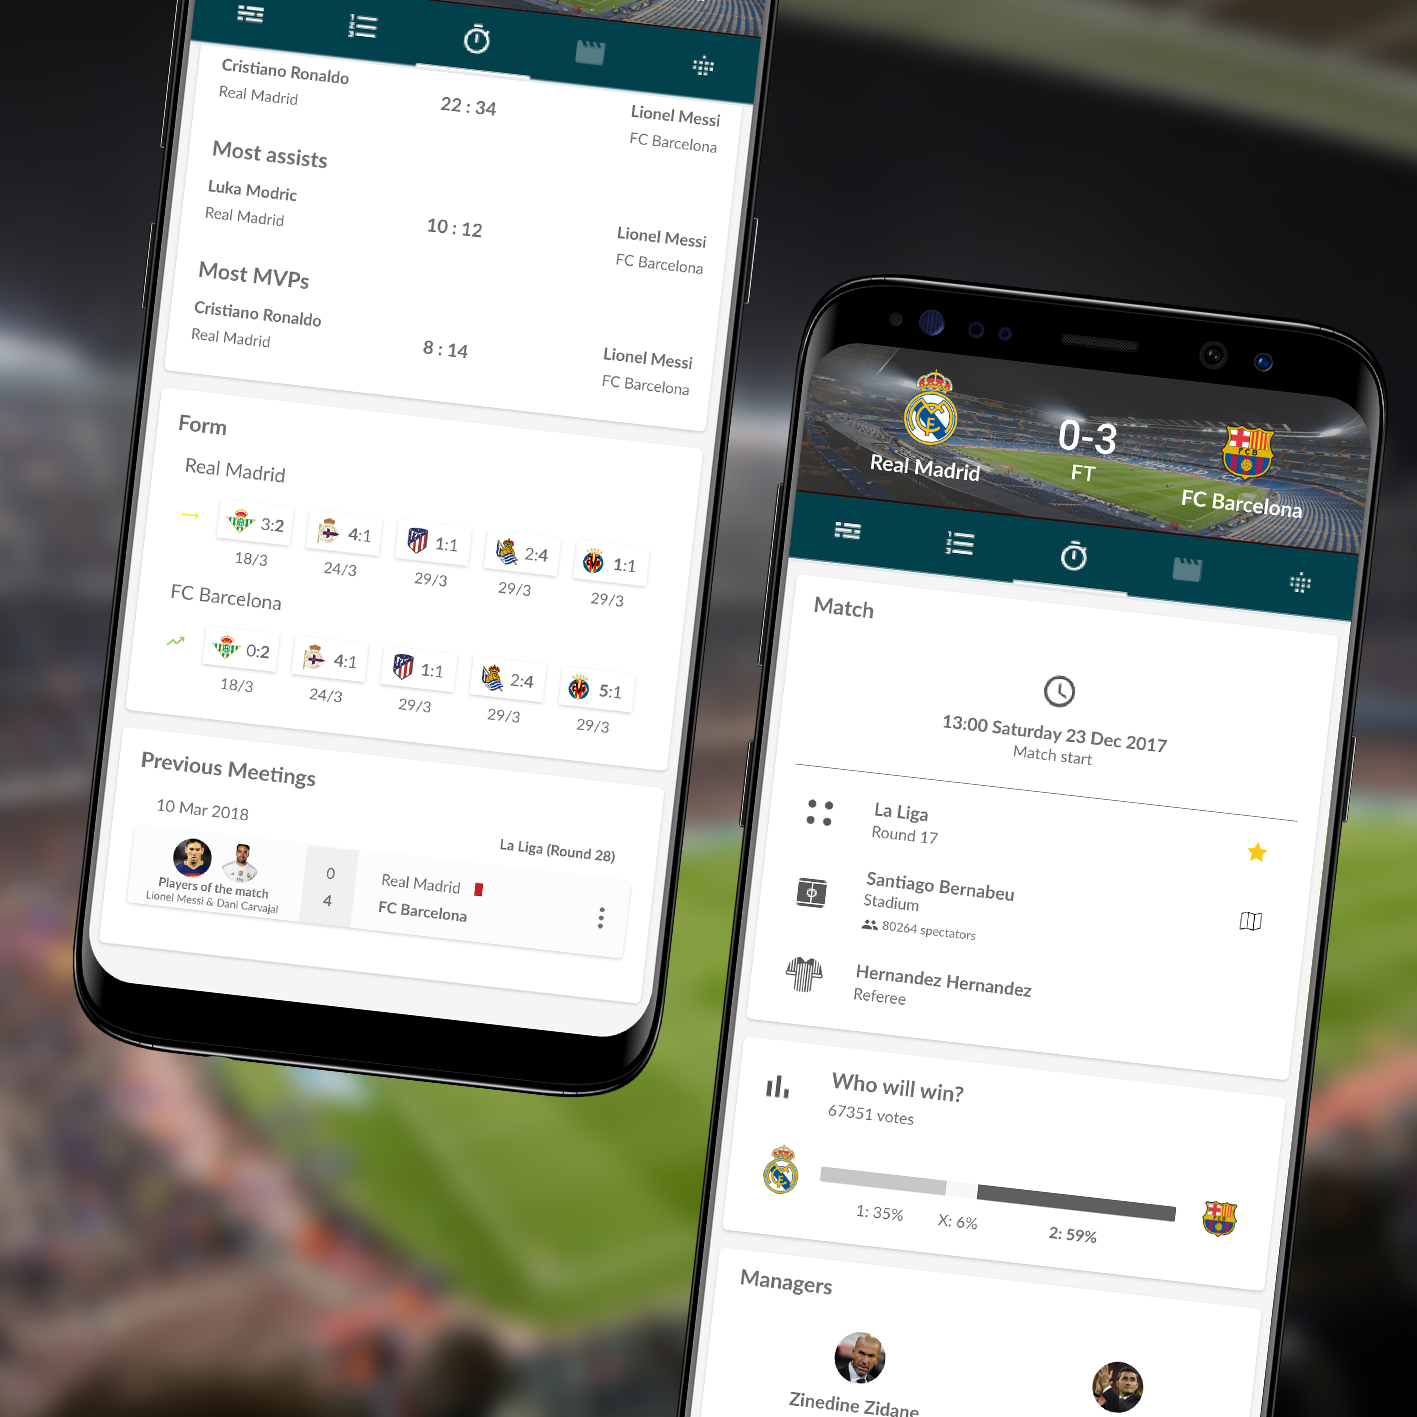 Cristiano Ronaldo
Real Madrid
22 : 34
Lionel Messi
FC Barcelona
Most assists
Luka Modric
Real Madrid
10 : 12
Lionel Messi
FC Barcelona
Most MVPs
Cristiano Ronaldo
Real Madrid
8 : 14
Lionel Messi
FC Barcelona
Form
Real Madrid
3:2 4:1 1:1 2:4 1:1
18/3 24/3 29/3 29/3 29/3
FC Barcelona
0:2 4:1 1:1 2:4 5:1
18/3 24/3 29/3 29/3 29/3
Previous Meetings
10 Mar 2018
La Liga (Round 28)
Players of the match
Lionel Messi & Dani Carvajal
0
4
Real Madrid
FC Barcelona
0-3
FT
Real Madrid
FC Barcelona
FCB
Match
13:00 Saturday 23 Dec 2017
Match start
La Liga
Round 17
Santiago Bernabeu
Stadium
80264 spectators
Hernandez Hernandez
Referee
Who will win?
67351 votes
1: 35%
X: 6%
2: 59%
Managers
Zinedine Zidane